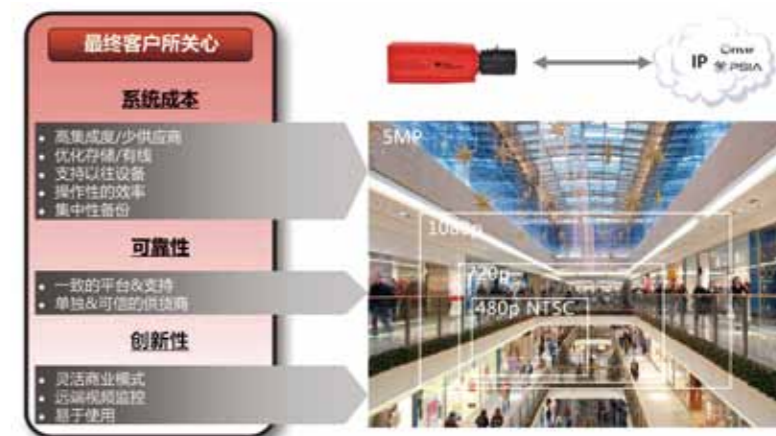 最终客户所关心
系统成本
• 高集成度/少供应商
• 优化存储/有线
• 支持以往设备
• 操作性的效率
• 集中性备份
可靠性
• 一致的平台&支持
• 单独&可信的供货商
创新性
• 灵活商业模式
• 远端视频监控
• 易于使用
IP
PSIA
5MP
1080p
720p
480p NTSC